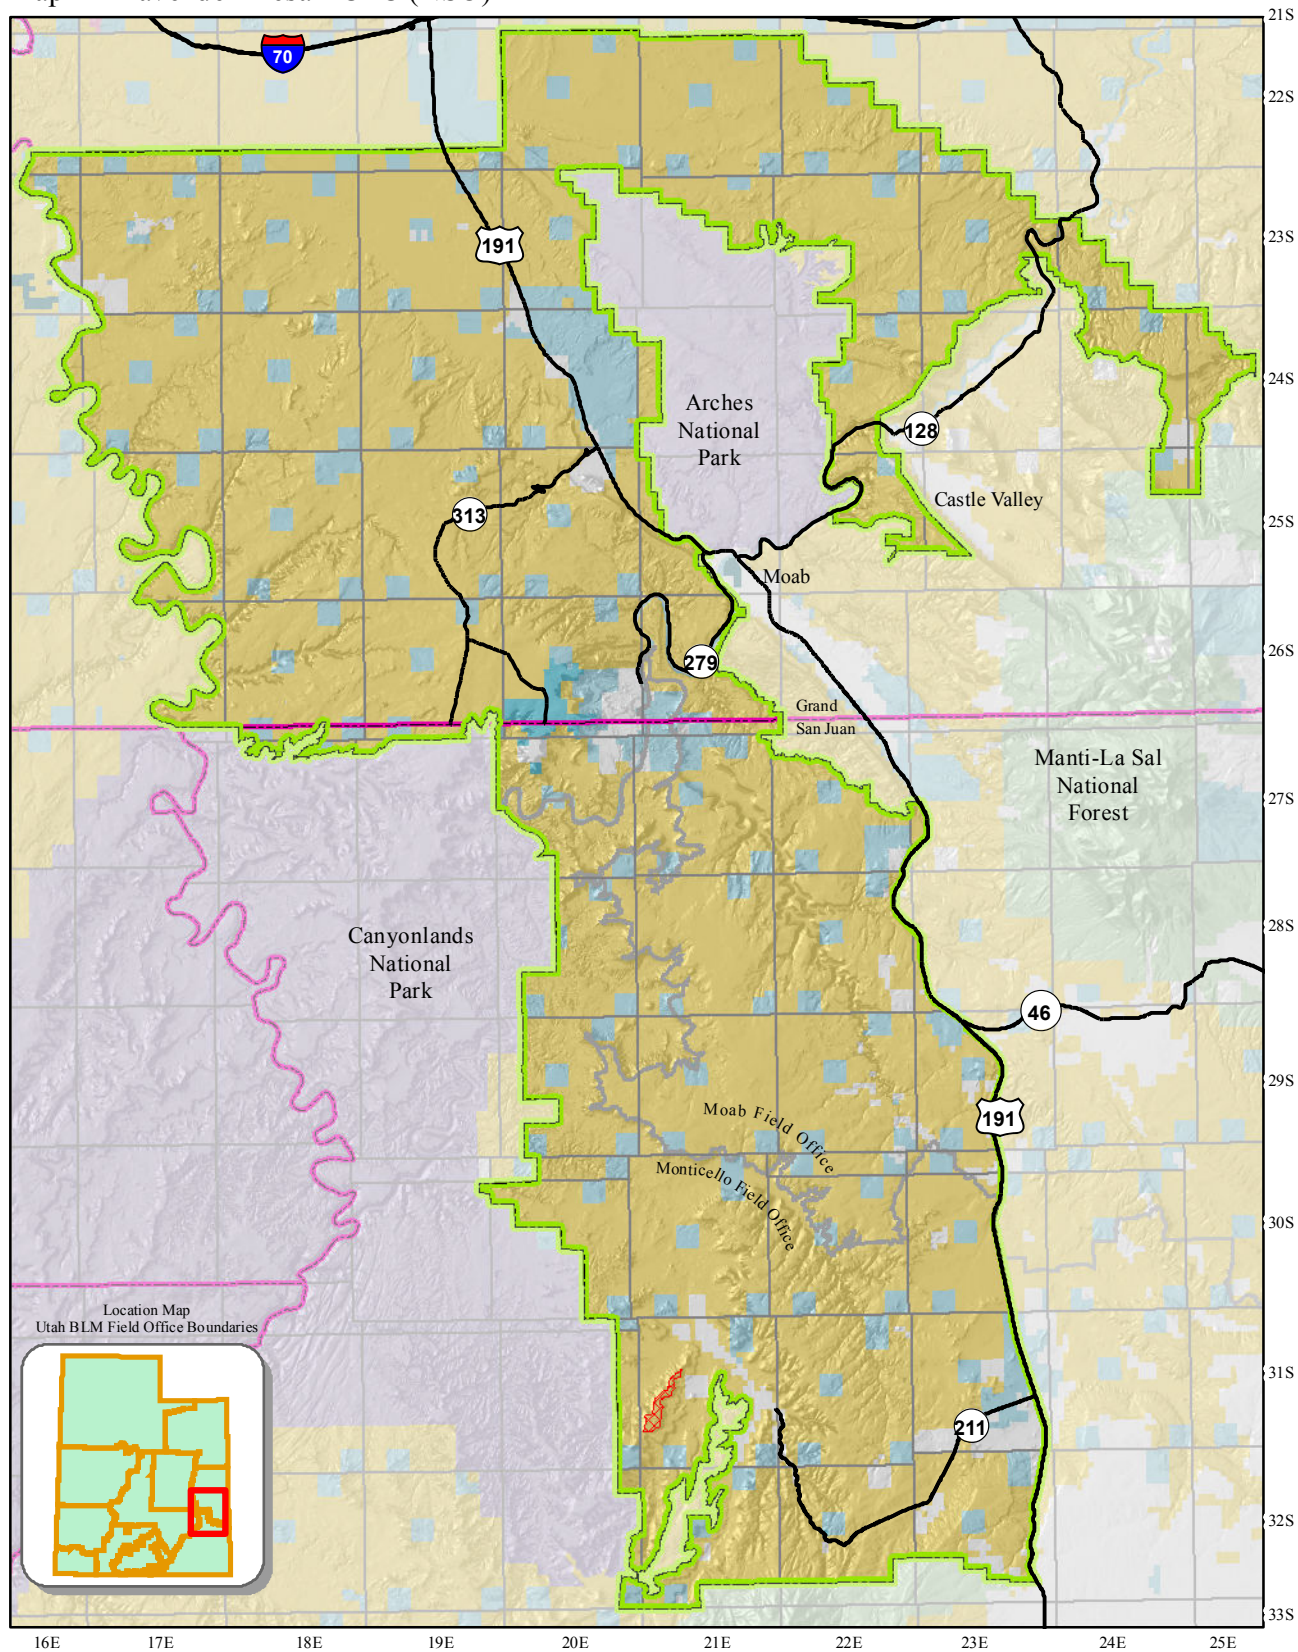 21S
70
22S
191
23S
24S
Arches
National
Park
128
313
Castle Valley
25S
Moab
279
26S
Grand
San Juan
Manti-La Sal
National
Forest
27S
Canyonlands
National
Park
28S
46
29S
Moab Field Office
191
Monticello Field Office
30S
Location Map
Utah BLM Field Office Boundaries
31S
211
32S
33S
16E 17E 18E 19E 20E 21E 22E 23E 24E 25E